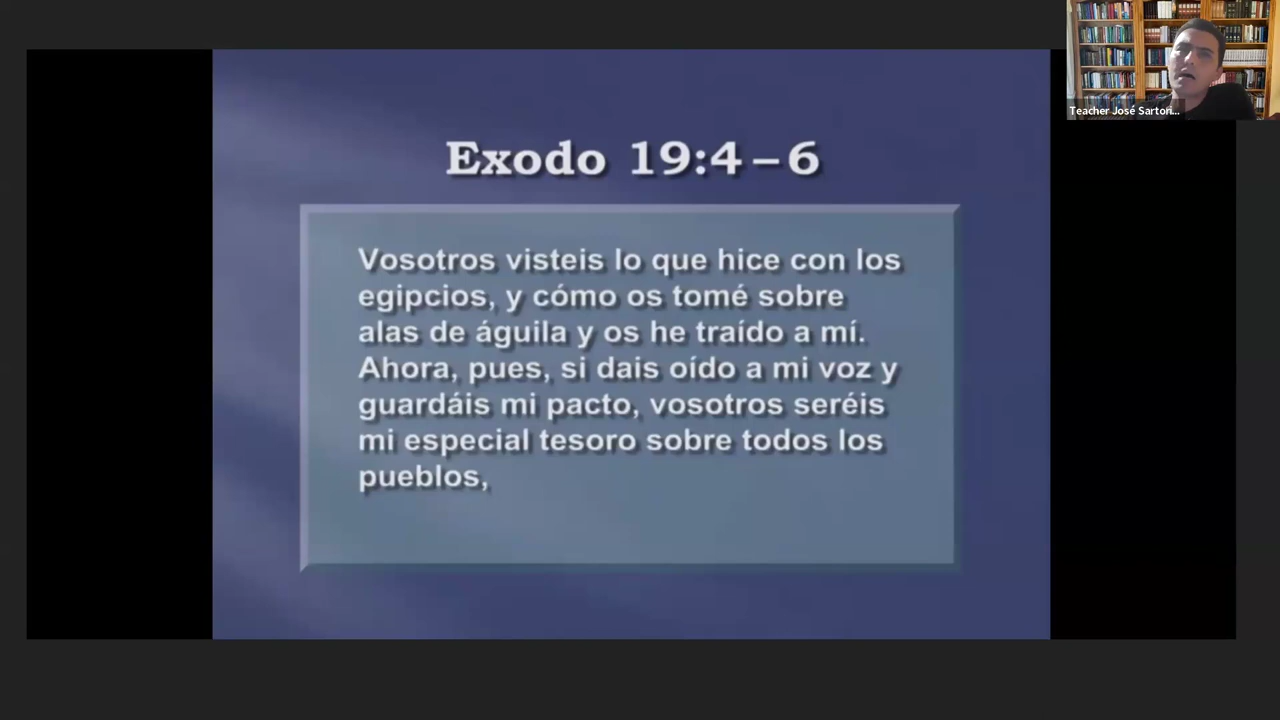 Teacher José Sartori...
Exodo 19:4–6
Vosotros visteis lo que hice con los
egipcios, y cómo os tomé sobre
alas de águila y os he traído a mí.
Ahora, pues, si dais oído a mi voz y
guardáis mi pacto, vosotros seréis
mi especial tesoro sobre todos los
pueblos,